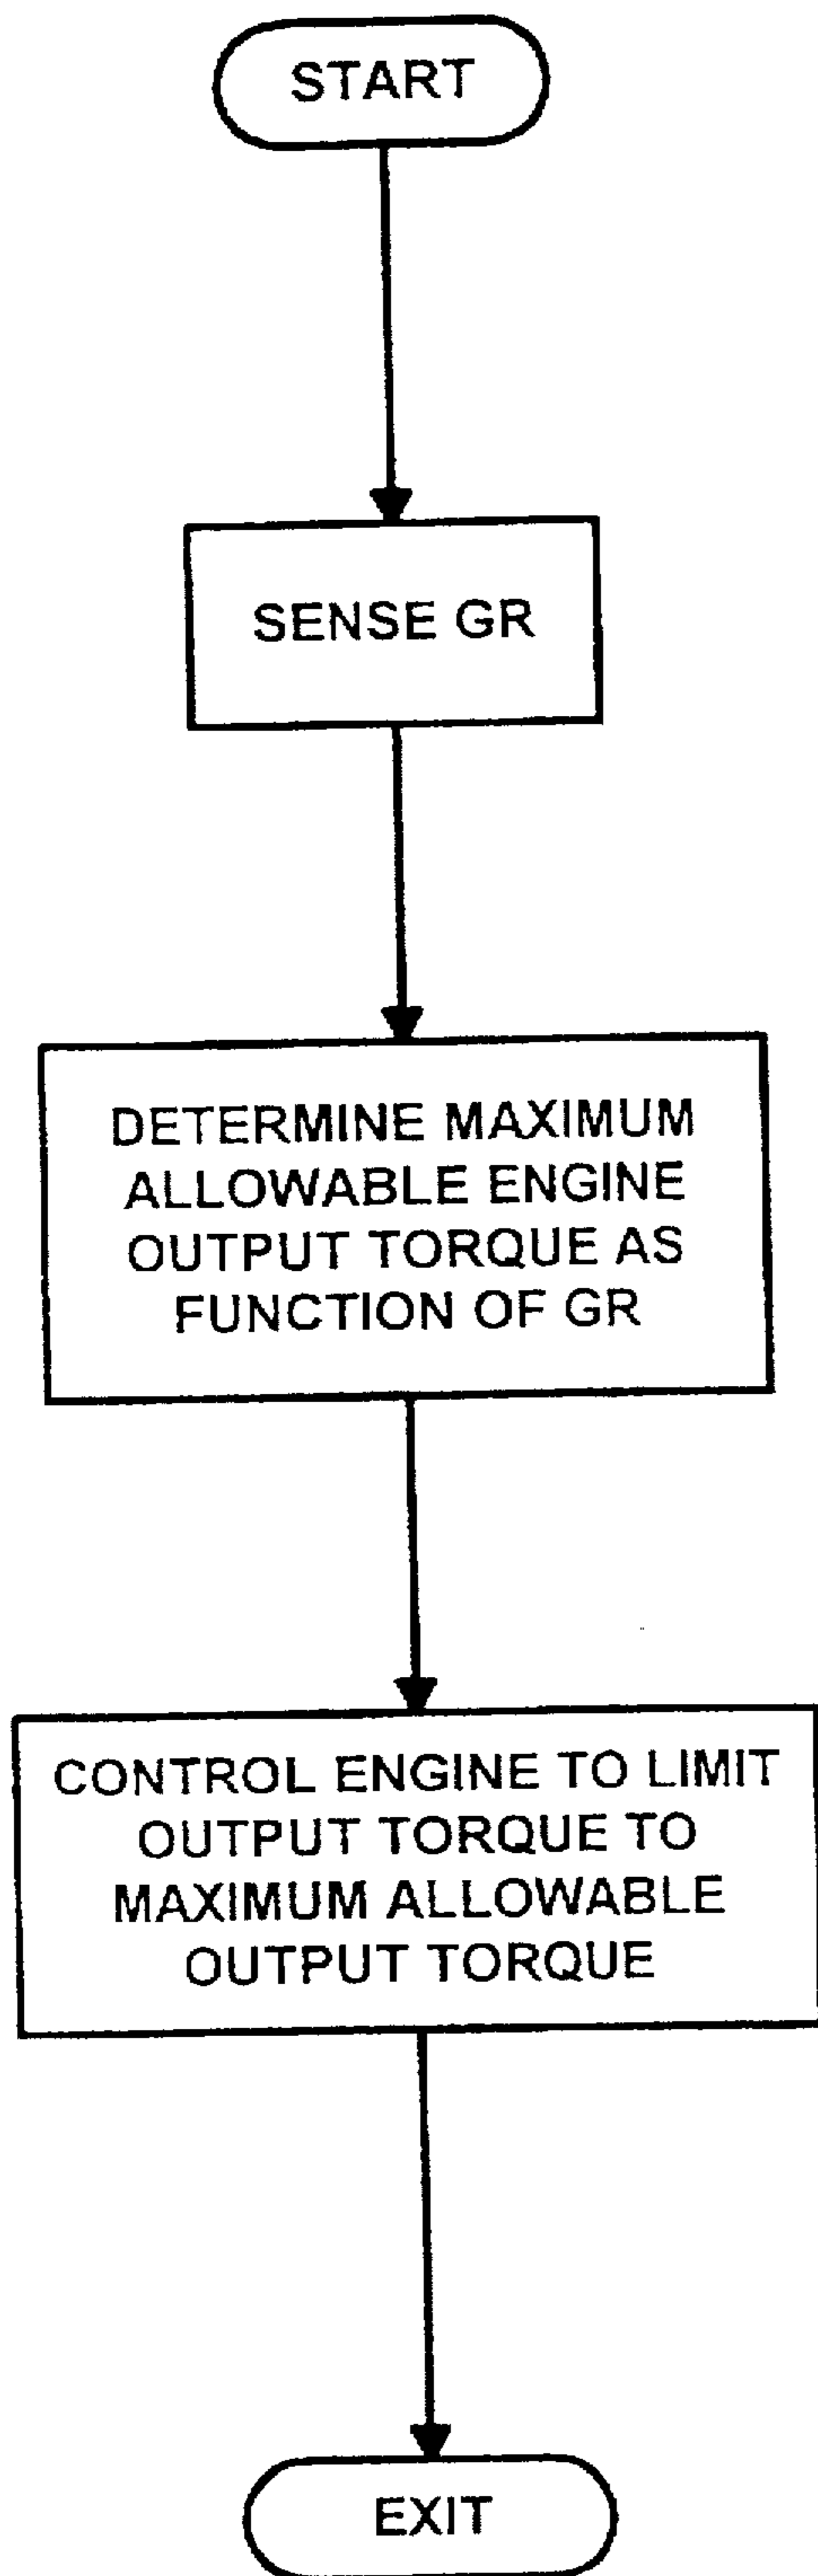 START
SENSE GR
DETERMINE MAXIMUM
ALLOWABLE ENGINE
OUTPUT TORQUE AS
FUNCTION OF GR
CONTROL ENGINE TO LIMIT
OUTPUT TORQUE TO
MAXIMUM ALLOWABLE
OUTPUT TORQUE
EXIT